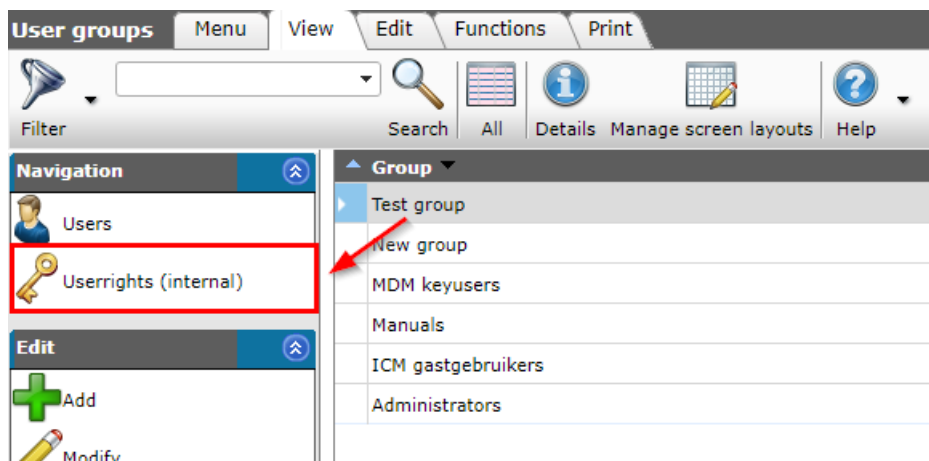 User groups Menu View Edit Functions Print
Filter Search All Details Manage screen layouts Help
Navigation
Users
Userrights (internal)
Edit
Add
Modify
Group
Test group
New group
MDM keyusers
Manuals
ICM gastgebruikers
Administrators